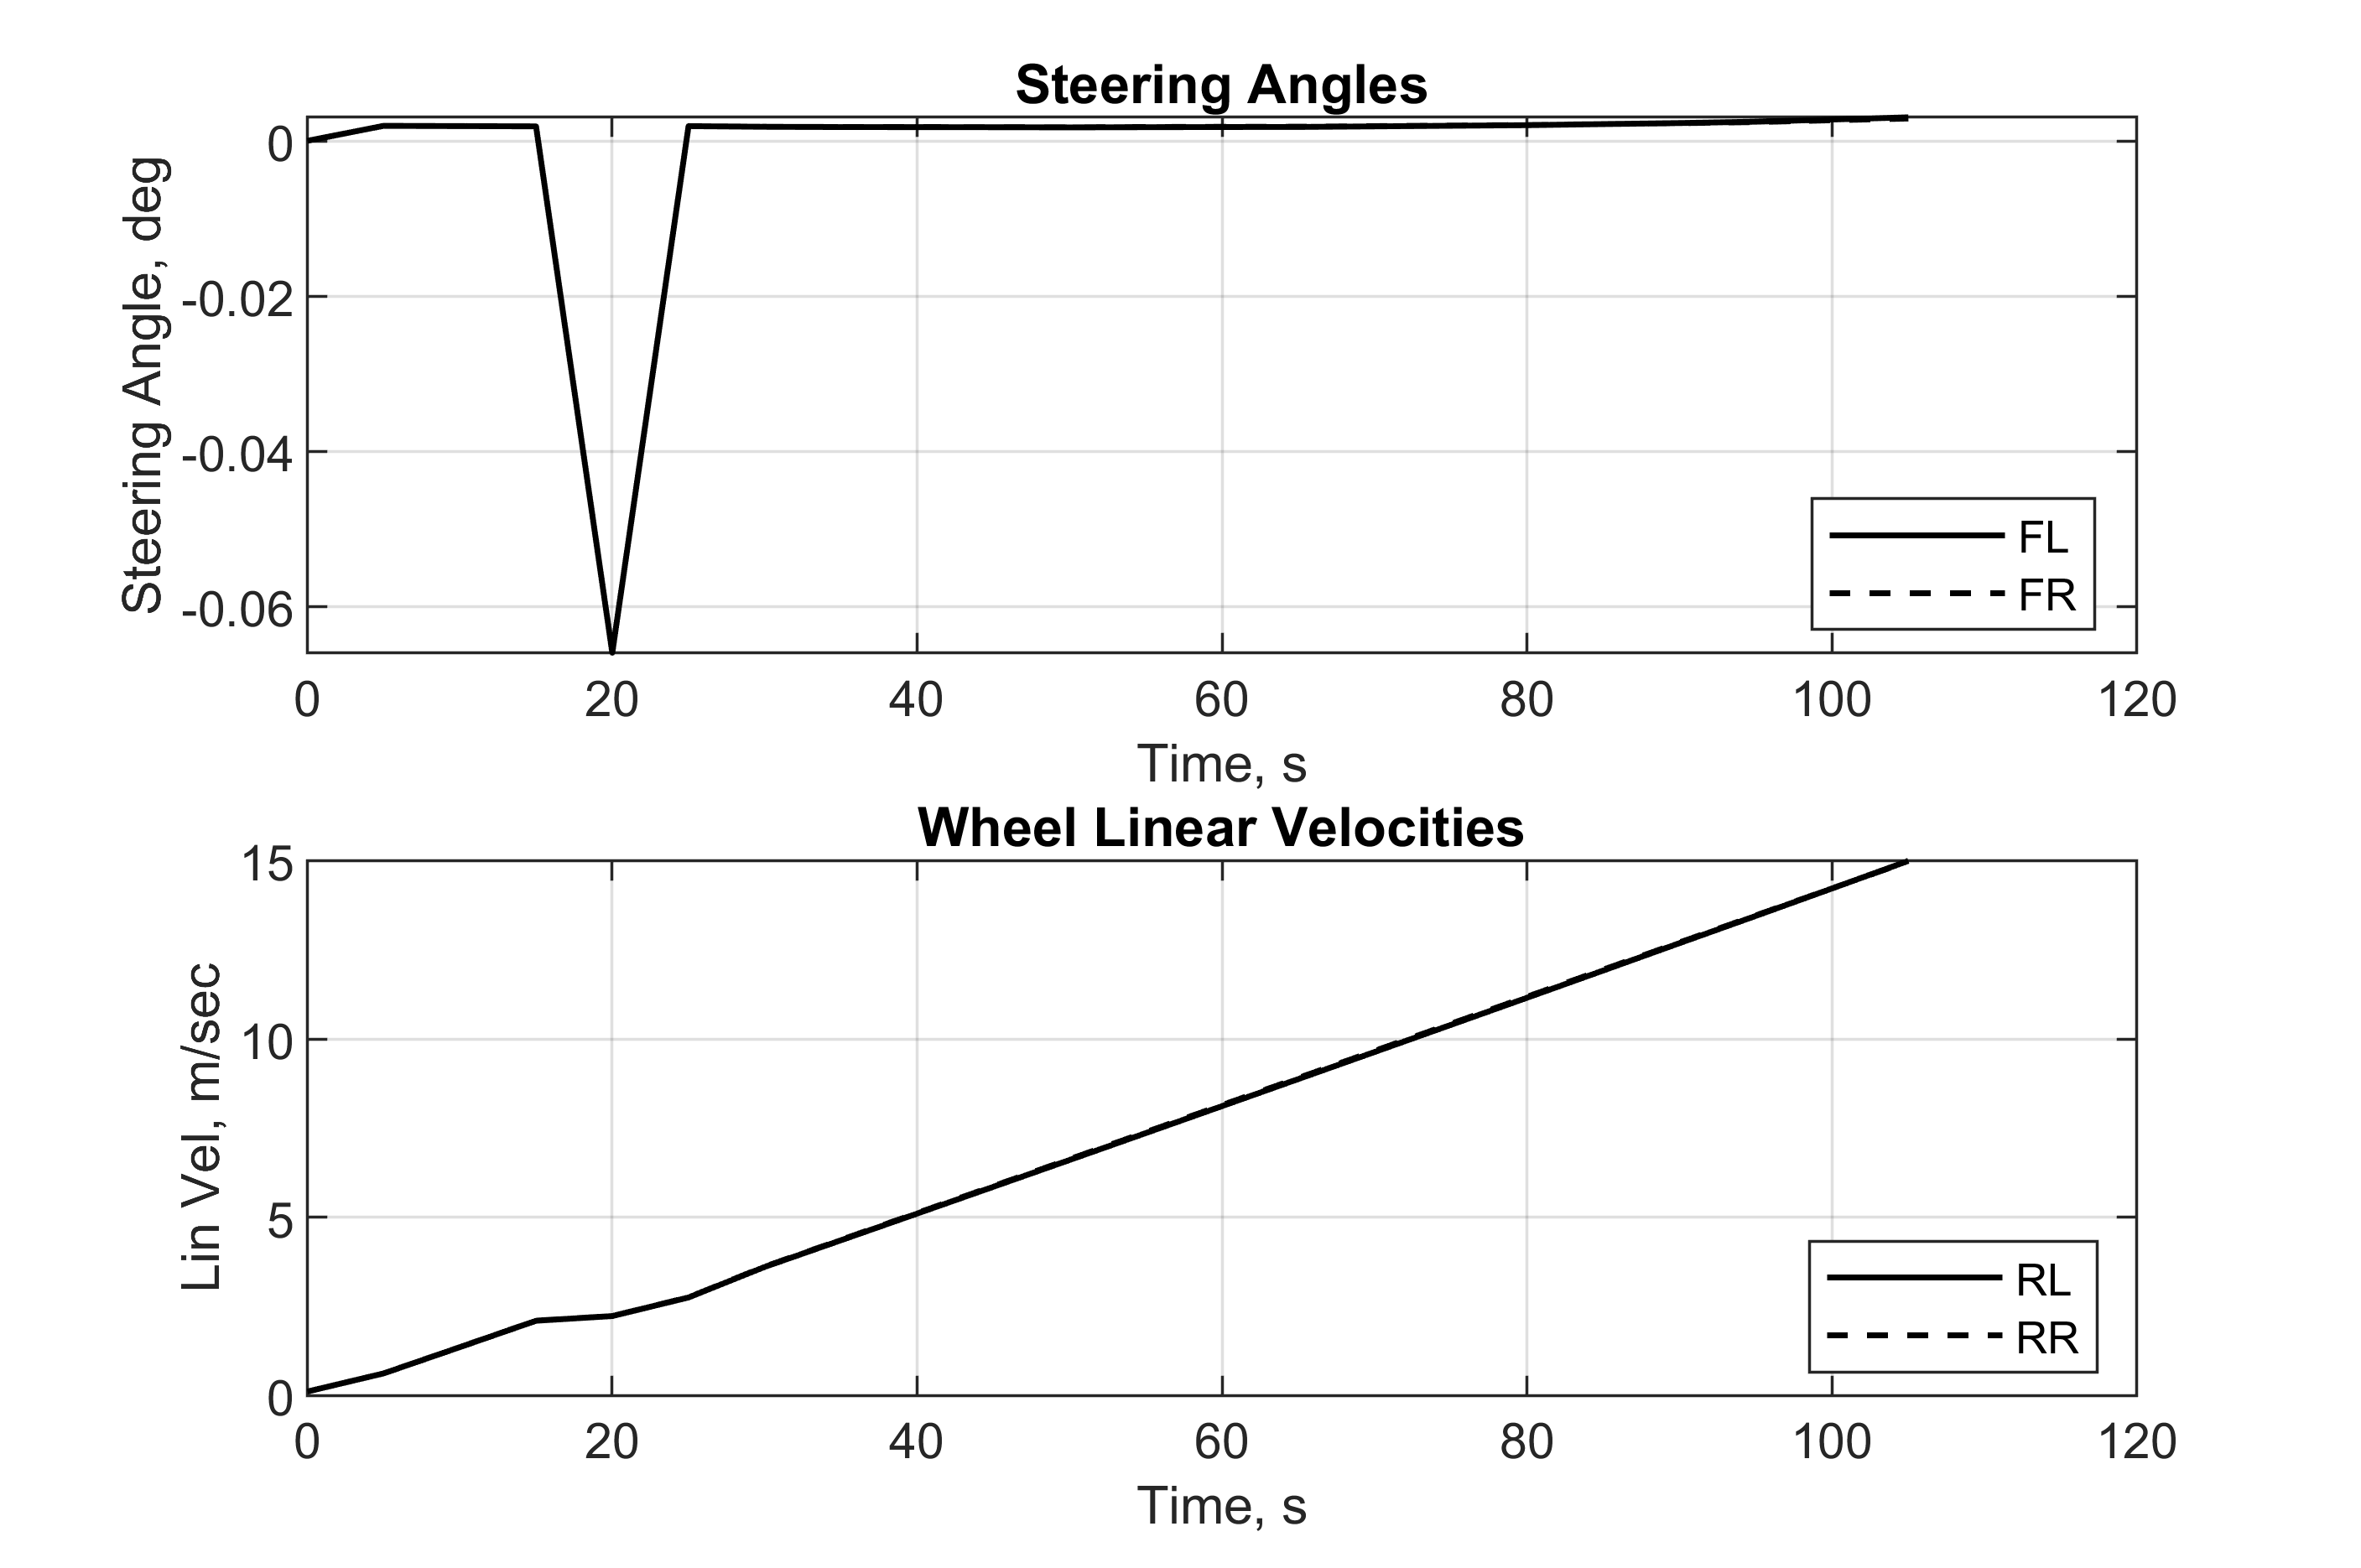 Steering Angles
Steering Angle, deg
0
-0.02
-0.04
-0.06
FL
FR
0 20 40 60 80 100 120
Time, s
Wheel Linear Velocities
Lin Vel, m/sec
15
10
5
0
RL
RR
0 20 40 60 80 100 120
Time, s